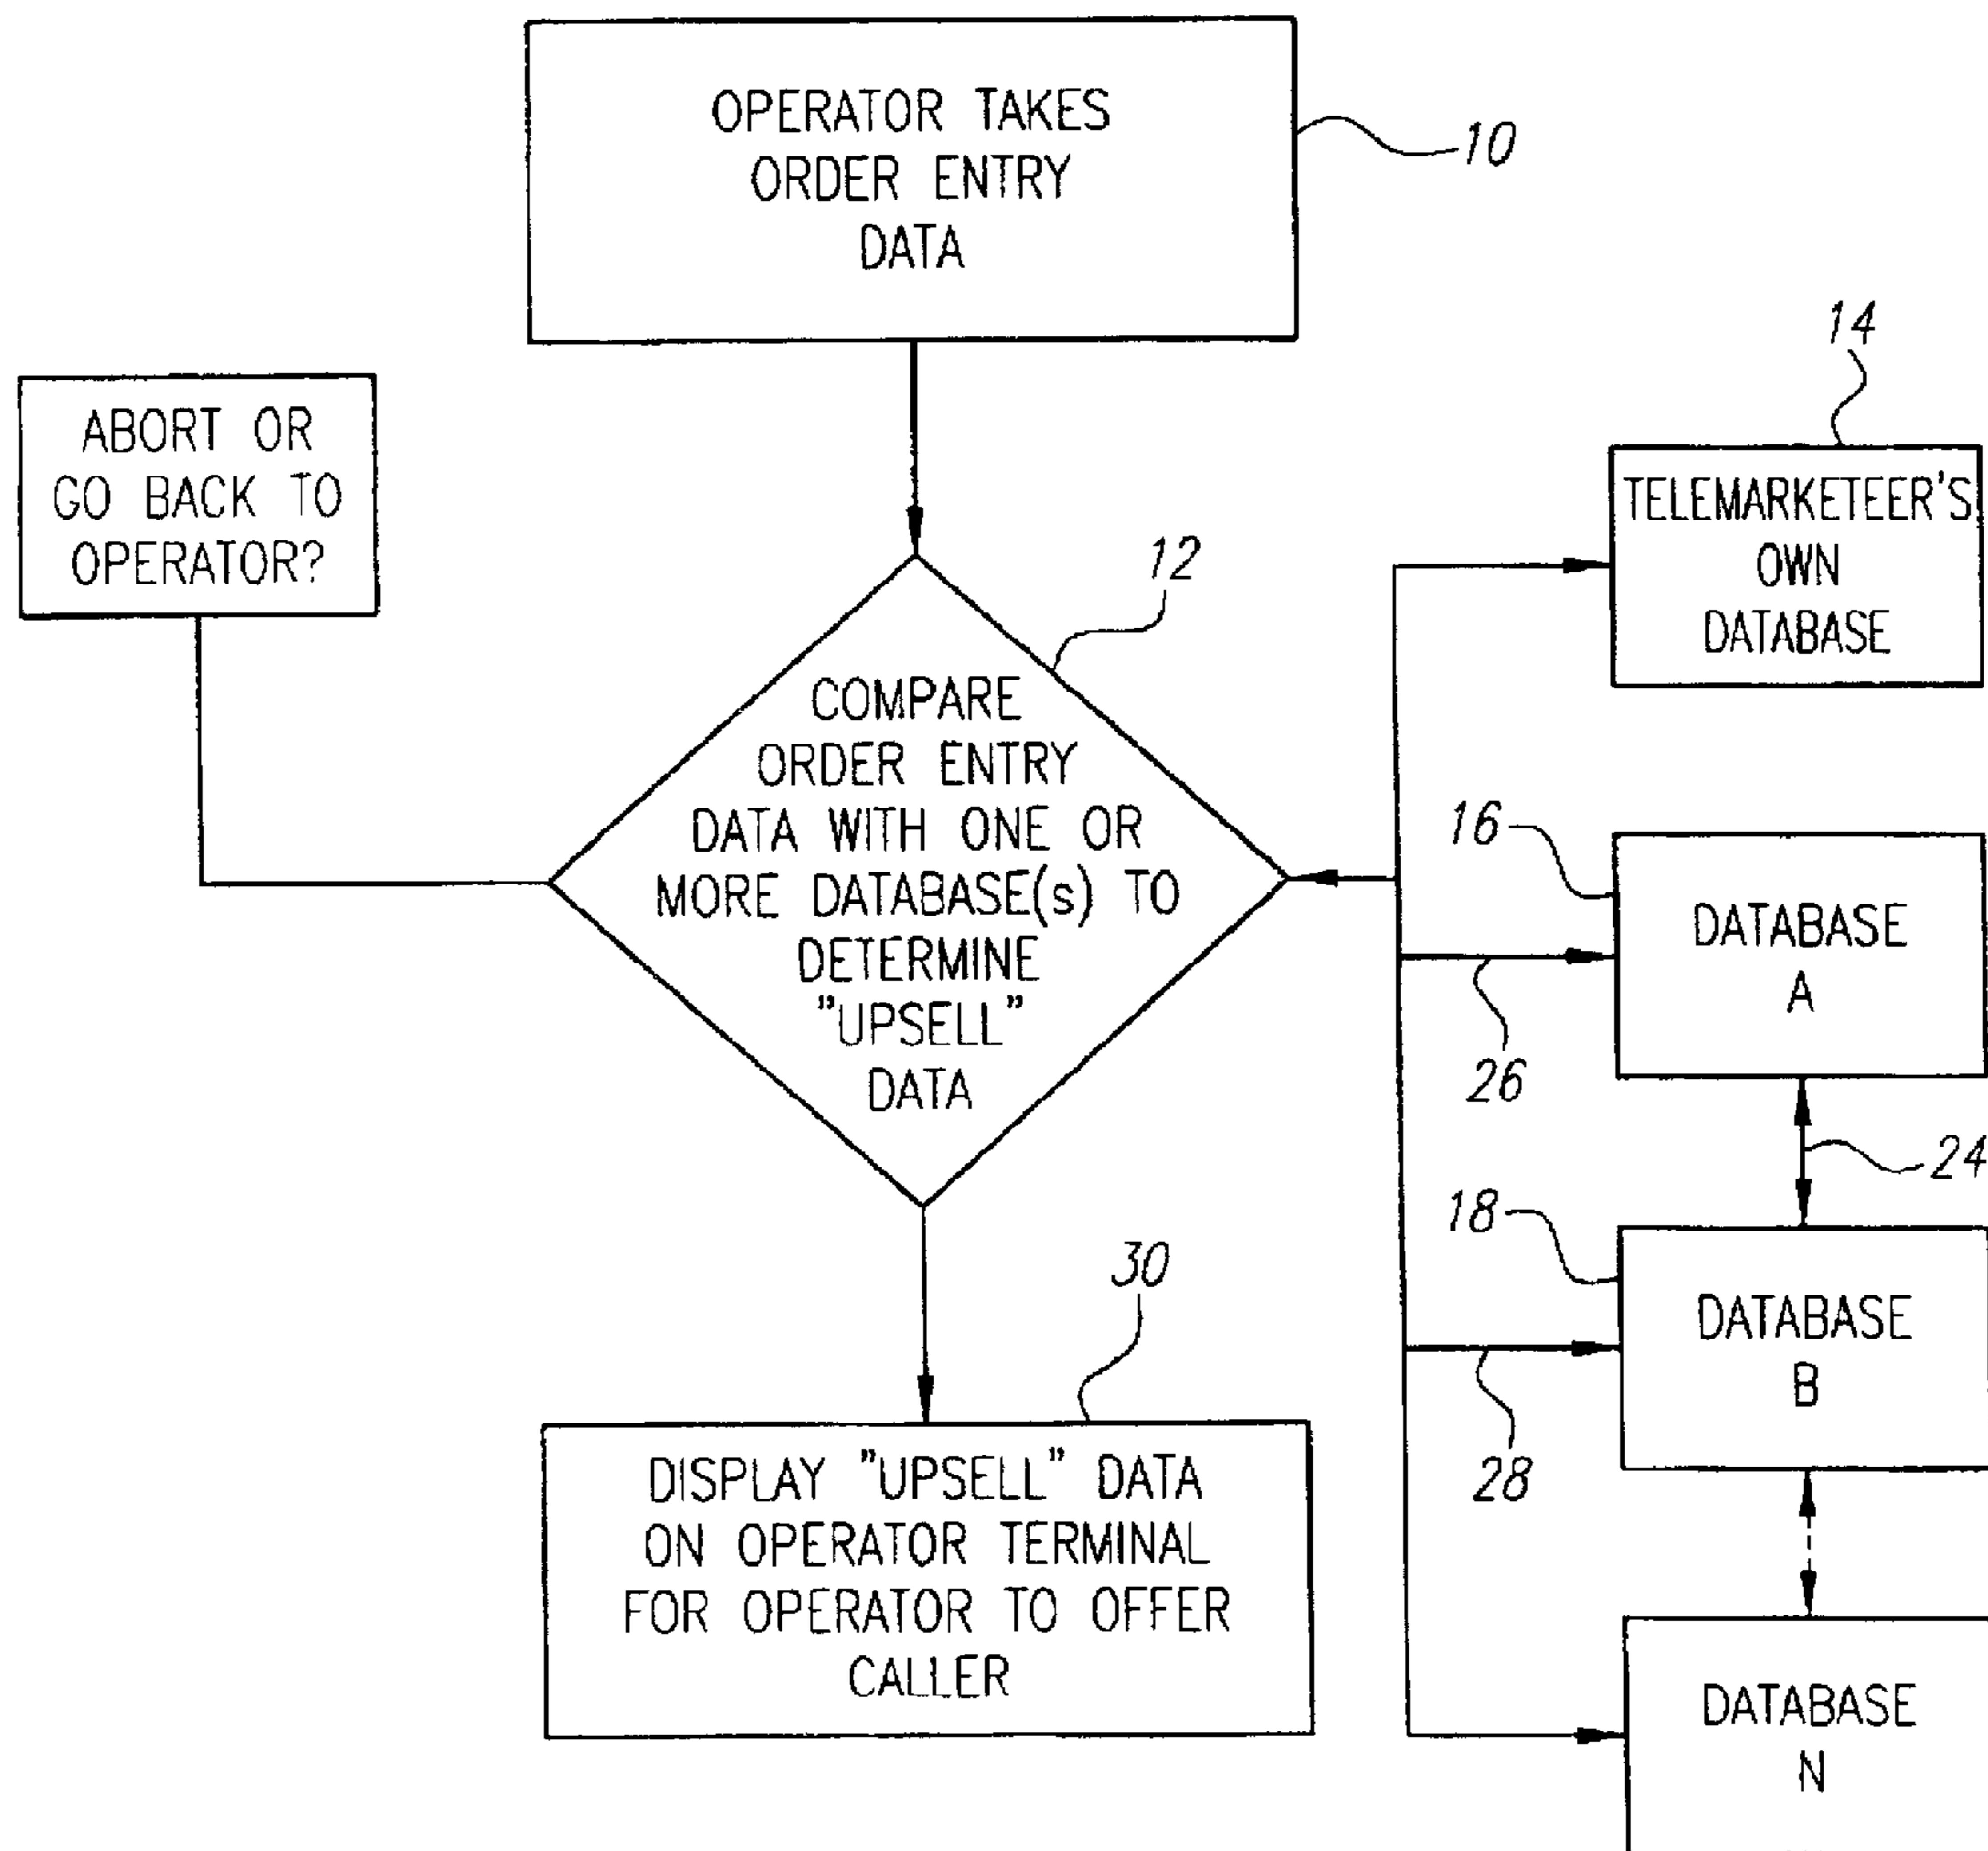 OPERATOR TAKES
ORDER ENTRY
DATA
10
ABORT OR
GO BACK TO
OPERATOR?
14
TELEMARKETEER'S
OWN
DATABASE
12
COMPARE
ORDER ENTRY
DATA WITH ONE OR
MORE DATABASE(s) TO
DETERMINE
"UPSELL"
DATA
16
DATABASE
A
26
24
18
DATABASE
B
28
30
DISPLAY "UPSELL" DATA
ON OPERATOR TERMINAL
FOR OPERATOR TO OFFER
CALLER
DATABASE
N